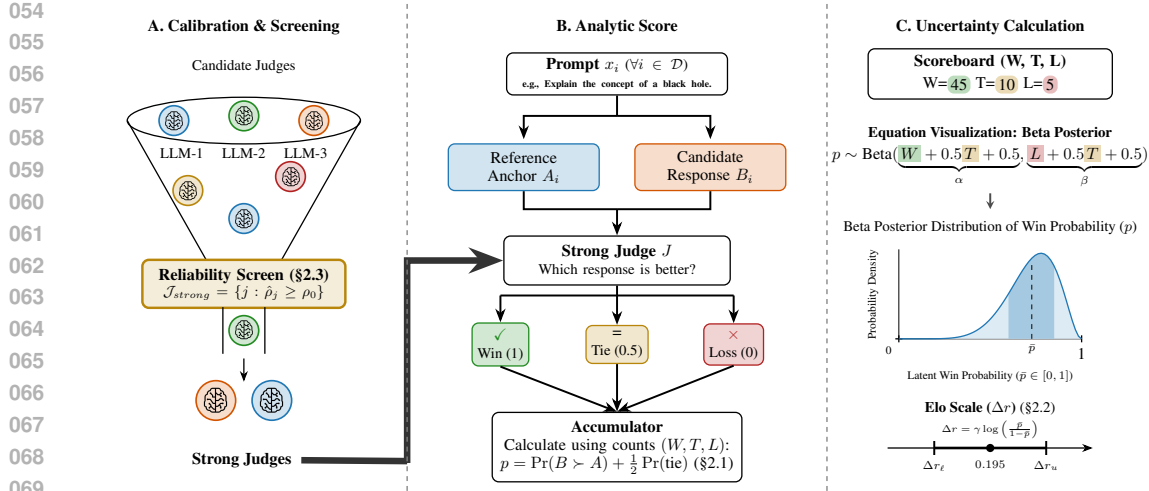 054
055
056
057
058
059
060
061
062
063
064
065
066
067
068
069
A. Calibration & Screening
Candidate Judges
LLM-1 LLM-2 LLM-3
Reliability Screen (§2.3)
𝒥_strong = {j : ρ̂_j ≥ ρ_0}
Strong Judges
B. Analytic Score
Prompt x_i (∀i ∈ 𝒟)
e.g., Explain the concept of a black hole.
Reference
Anchor A_i
Candidate
Response B_i
Strong Judge J
Which response is better?
✓
Win (1)
=
Tie (0.5)
×
Loss (0)
Accumulator
Calculate using counts (W, T, L):
p = Pr(B ≻ A) + 1/2 Pr(tie) (§2.1)
C. Uncertainty Calculation
Scoreboard (W, T, L)
W=45 T=10 L=5
Equation Visualization: Beta Posterior
p ∼ Beta(W + 0.5T + 0.5, L + 0.5T + 0.5)
α β
Beta Posterior Distribution of Win Probability (p)
Probability Density
0 p̄ 1
Latent Win Probability (p̄ ∈ [0, 1])
Elo Scale (Δr) (§2.2)
Δr = γ log (p̄ / 1−p̄)
Δr_ℓ 0.195 Δr_u